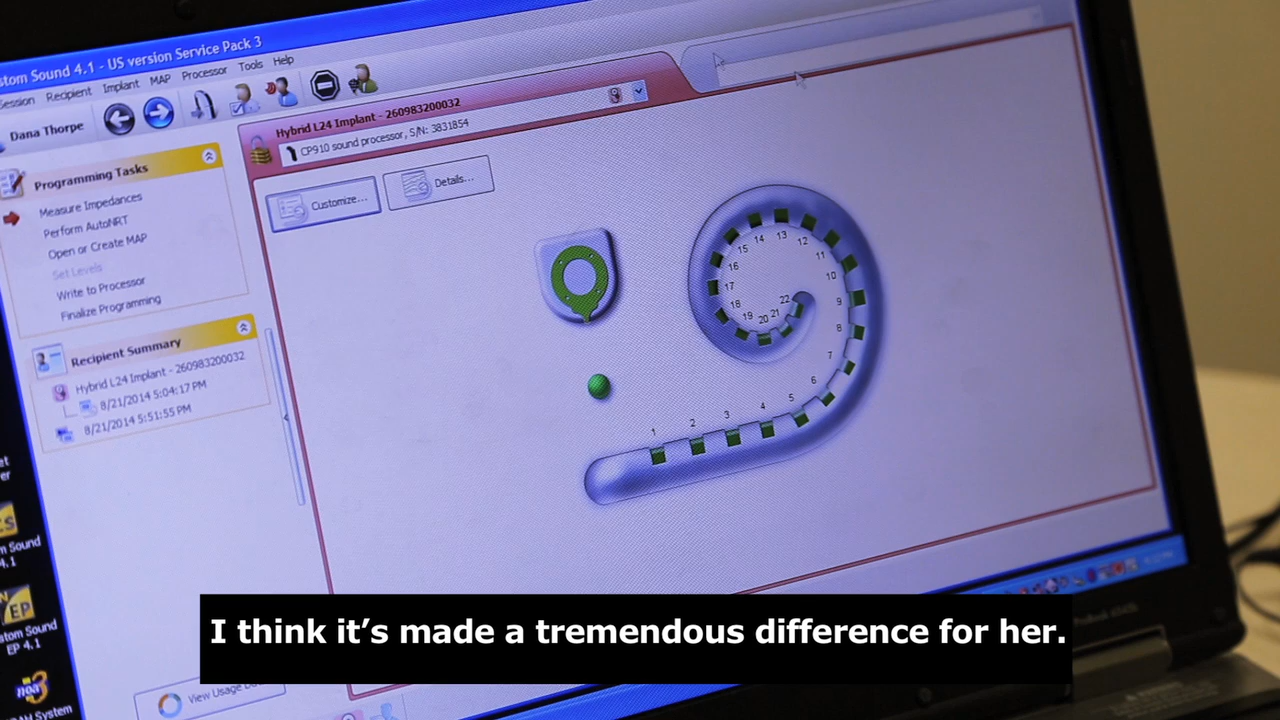 stom Sound 4.1 - US version Service Pack 3
Session Recipient Implant MAP Processor Tools Help
Dana Thorpe
Hybrid L24 Implant - 260983200032
CP910 sound processor, S/N: 3831854
Customize...
Details...
Programming Tasks
Measure Impedances
Perform AutoNRT
Open or Create MAP
Set Levels
Write to Processor
Finalize Programming
Recipient Summary
Hybrid L24 Implant - 260983200032
8/21/2014 5:04:17 PM
8/21/2014 5:51:55 PM
1
2
3
4
5
6
7
8
9
10
11
12
13
14
15
16
17
18
19
20
21
22
m Sound
4.1
EP
stom Sound
EP 4.1
noa3
System
View Usage
I think it’s made a tremendous difference for her.